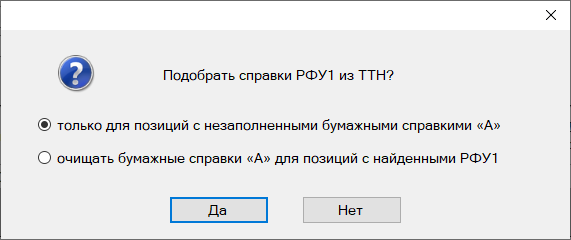 Подобрать справки РФУ1 из ТТН?
только для позиций с незаполненными бумажными справкими «А»
очищать бумажные справки «А» для позиций с найденными РФУ1
Да
Нет